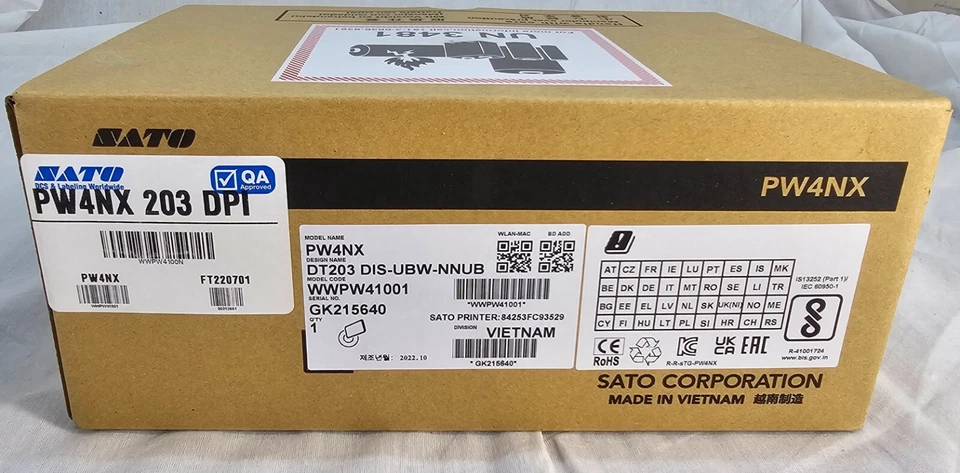 UN 3481
SATO
SATO
DCS & Labeling Worldwide
QA
Approved
PW4NX 203 DPI
WWPW4100N
PW4NX
FT220701
PW4NX
MODEL NAME
PW4NX
DESIGN NAME
DT203 DIS-UBW-NNUB
MODEL CODE
WWPW41001
SERIAL NO.
GK215640
Q'TY
1
제조년월: 2022.10
WLAN-MAC
BD ADD
"WWPW41001"
SATO PRINTER:84253FC93529
DIVISION
VIETNAM
"GK215640"
AT CZ FR IE LU PT ES IS MK
BE DK DE IT MT RO SE LI TR
BG EE EL LV NL SK UK(NI) NO ME
CY FI HU LT PL SI HR CH RS
IS13252 (Part 1)/
IEC 60950-1
R-41001724
www.bis.gov.in
CE
RoHS
R-R-sTG-PW4NX
UK
CA
EAC
SATO CORPORATION
MADE IN VIETNAM 越南制造